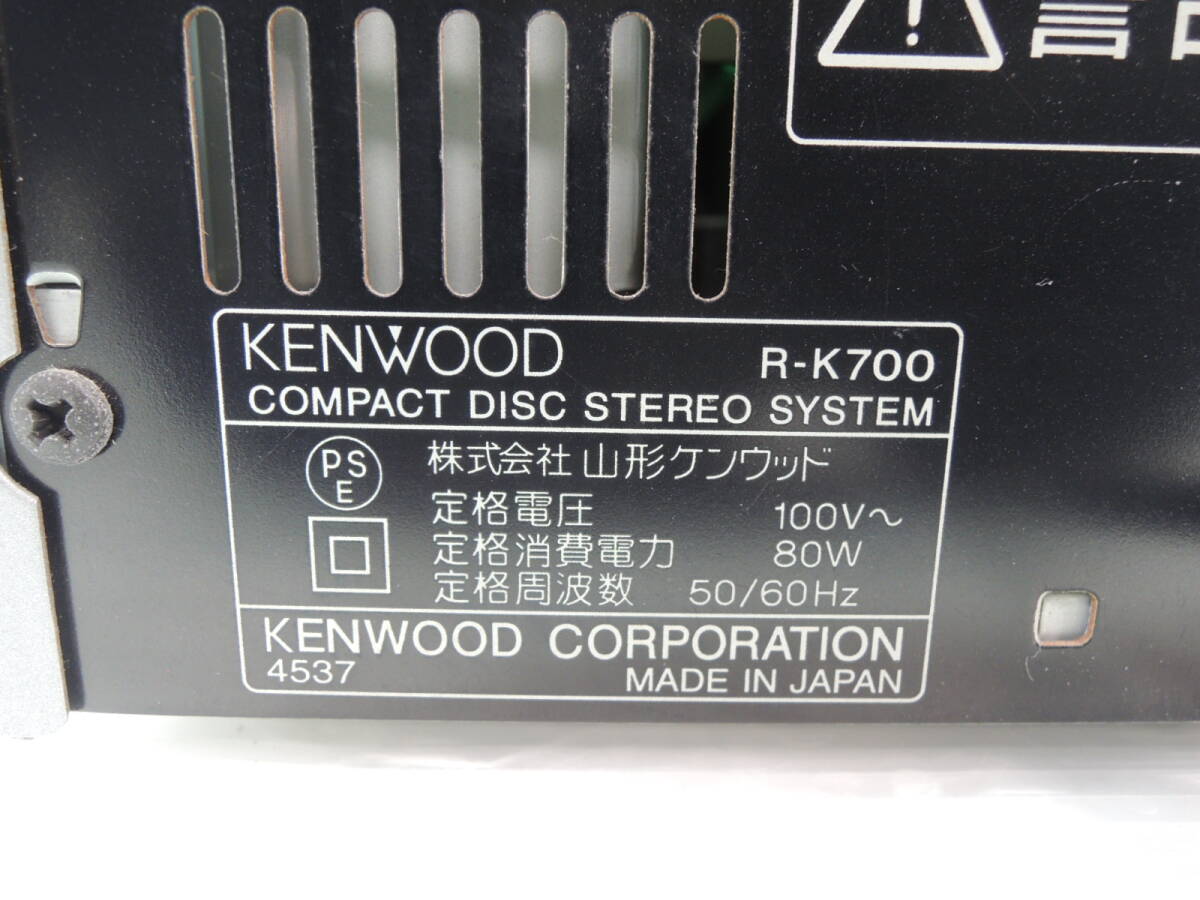 KENWOOD R-K700
COMPACT DISC STEREO SYSTEM
PS
E
株式会社 山形ケンウッド
定格電圧 100V〜
定格消費電力 80W
定格周波数 50/60Hz
KENWOOD CORPORATION
4537 MADE IN JAPAN